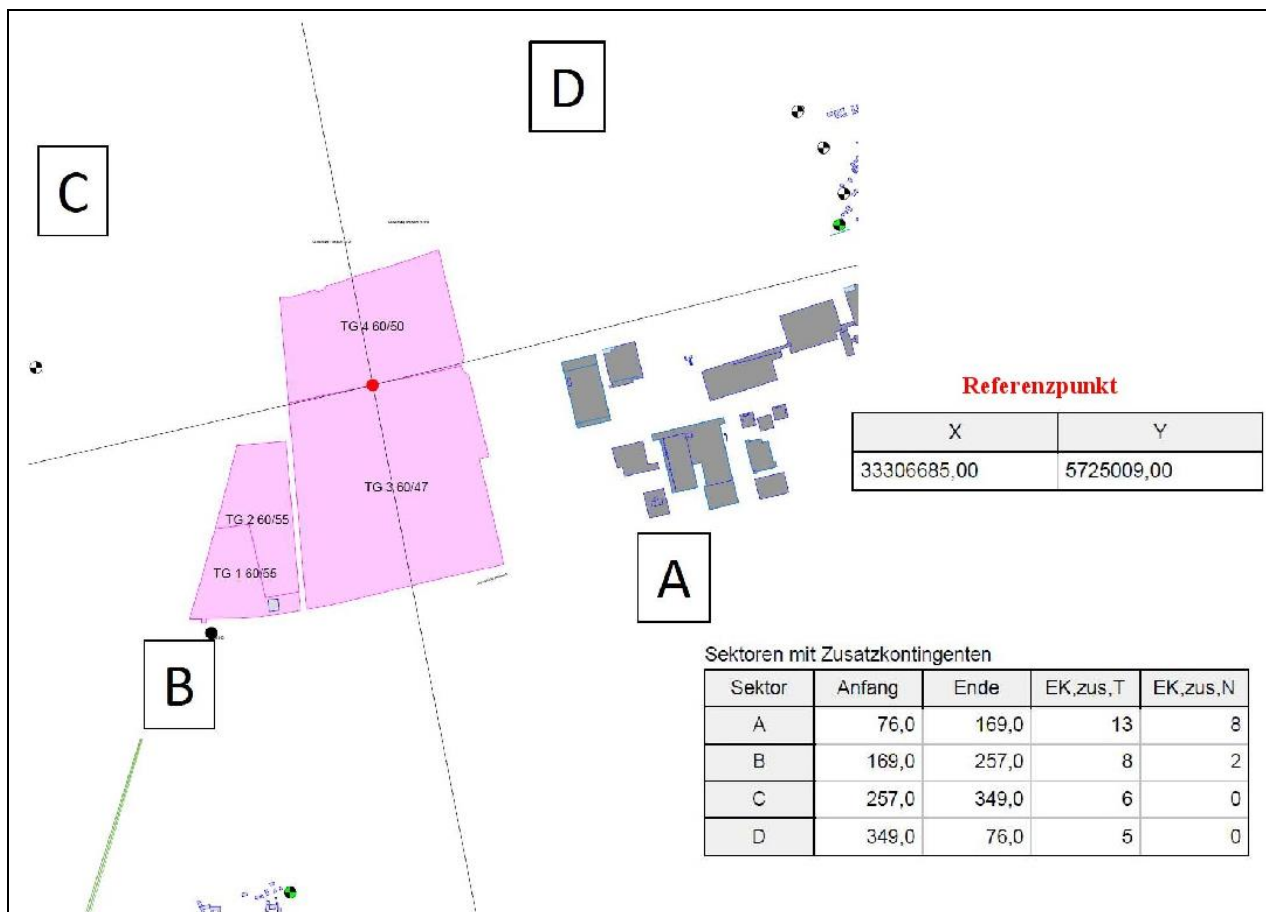 D
C
TG 4 60/50
Referenzpunkt
X Y
33306685,00 5725009,00
TG 3 60/47
TG 2 60/55
TG 1 60/55
A
B
Sektoren mit Zusatzkontingenten
Sektor Anfang Ende EK,zus,T EK,zus,N
A 76,0 169,0 13 8
B 169,0 257,0 8 2
C 257,0 349,0 6 0
D 349,0 76,0 5 0